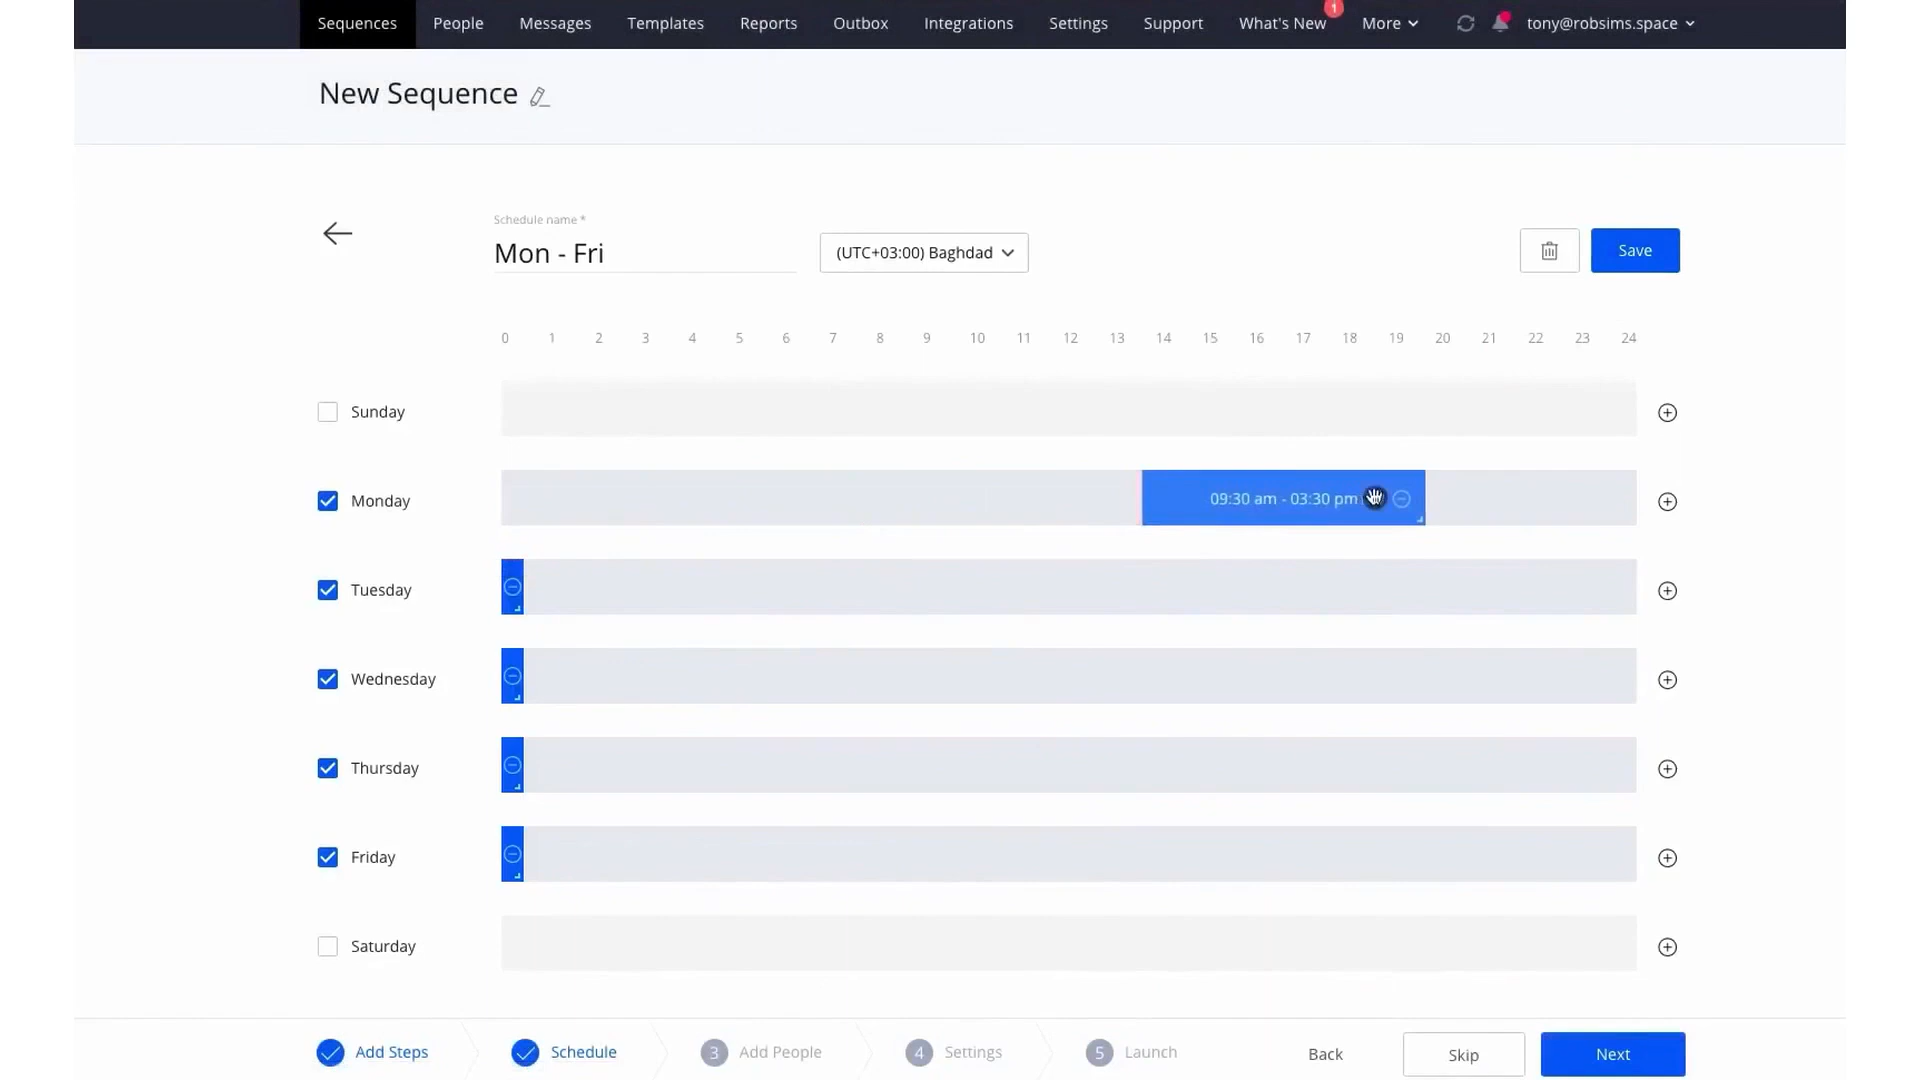 Sequences People Messages Templates Reports Outbox Integrations Settings Support What's New 1 More tony@robsims.space
New Sequence
Schedule name *
Mon - Fri (UTC+03:00) Baghdad Save
0 1 2 3 4 5 6 7 8 9 10 11 12 13 14 15 16 17 18 19 20 21 22 23 24
Sunday
Monday 09:30 am - 03:30 pm
Tuesday
Wednesday
Thursday
Friday
Saturday
Add Steps Schedule 3 Add People 4 Settings 5 Launch Back Skip Next